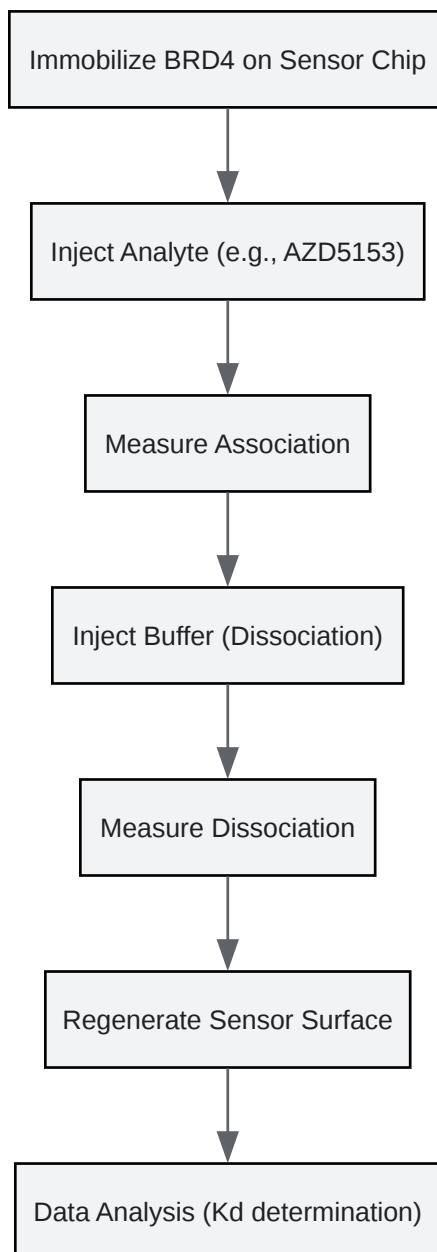 Immobilize BRD4 on Sensor Chip
Inject Analyte (e.g., AZD5153)
Measure Association
Inject Buffer (Dissociation)
Measure Dissociation
Regenerate Sensor Surface
Data Analysis (Kd determination)